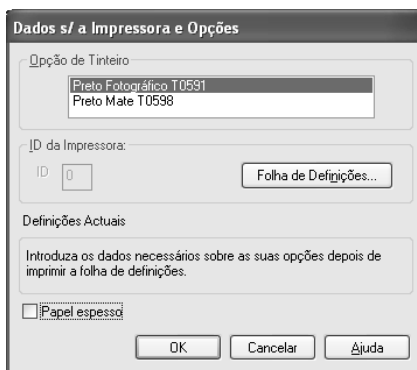 Dados s/ a Impressora e Opções
Opção de Tinteiro
Preto Fotográfico T0591
Preto Mate T0598
ID da Impressora:
ID 0 Folha de Definições...
Definições Actuais
Introduza os dados necessários sobre as suas opções depois de
imprimir a folha de definições.
Papel espesso
OK Cancelar Ajuda